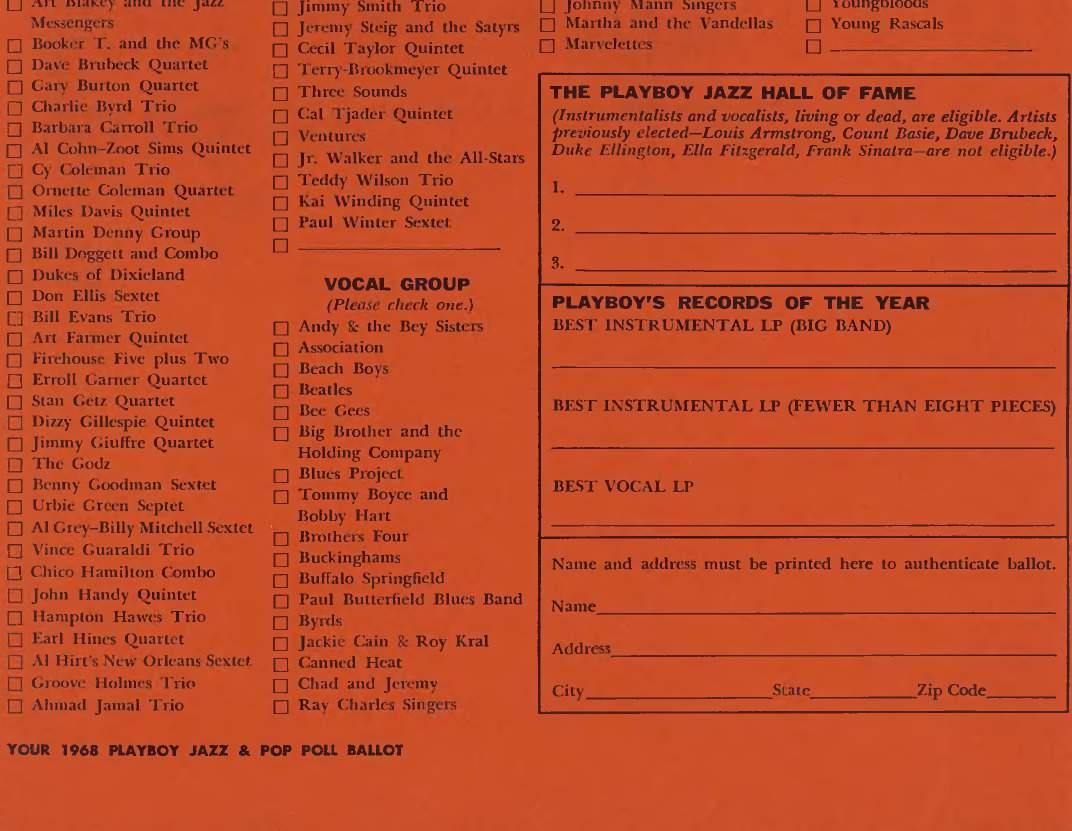 Art Blakey and the Jazz
Messengers
Booker T. and the MG's
Dave Brubeck Quartet
Gary Burton Quartet
Charlie Byrd Trio
Barbara Carroll Trio
Al Cohn–Zoot Sims Quintet
Cy Coleman Trio
Ornette Coleman Quartet
Miles Davis Quintet
Martin Denny Group
Bill Doggett and Combo
Dukes of Dixieland
Don Ellis Sextet
Bill Evans Trio
Art Farmer Quintet
Firehouse Five plus Two
Erroll Garner Quartet
Stan Getz Quartet
Dizzy Gillespie Quintet
Jimmy Giuffre Quartet
The Godz
Benny Goodman Sextet
Urbie Green Septet
Al Grey–Billy Mitchell Sextet
Vince Guaraldi Trio
Chico Hamilton Combo
John Handy Quintet
Hampton Hawes Trio
Earl Hines Quartet
Al Hirt's New Orleans Sextet
Groove Holmes Trio
Ahmad Jamal Trio
Jimmy Smith Trio
Jeremy Steig and the Satyrs
Cecil Taylor Quintet
Terry-Brookmeyer Quintet
Three Sounds
Cal Tjader Quintet
Ventures
Jr. Walker and the All-Stars
Teddy Wilson Trio
Kai Winding Quintet
Paul Winter Sextet
VOCAL GROUP
(Please check one.)
Andy & the Bey Sisters
Association
Beach Boys
Beatles
Bee Gees
Big Brother and the
Holding Company
Blues Project
Tommy Boyce and
Bobby Hart
Brothers Four
Buckinghams
Buffalo Springfield
Paul Butterfield Blues Band
Byrds
Jackie Cain & Roy Kral
Canned Heat
Chad and Jeremy
Ray Charles Singers
Johnny Mann Singers
Martha and the Vandellas
Marvelettes
Youngbloods
Young Rascals
THE PLAYBOY JAZZ HALL OF FAME
(Instrumentalists and vocalists, living or dead, are eligible. Artists
previously elected—Louis Armstrong, Count Basie, Dave Brubeck,
Duke Ellington, Ella Fitzgerald, Frank Sinatra—are not eligible.)
1.
2.
3.
PLAYBOY'S RECORDS OF THE YEAR
BEST INSTRUMENTAL LP (BIG BAND)
BEST INSTRUMENTAL LP (FEWER THAN EIGHT PIECES)
BEST VOCAL LP
Name and address must be printed here to authenticate ballot.
Name
Address
City State Zip Code
YOUR 1968 PLAYBOY JAZZ & POP POLL BALLOT